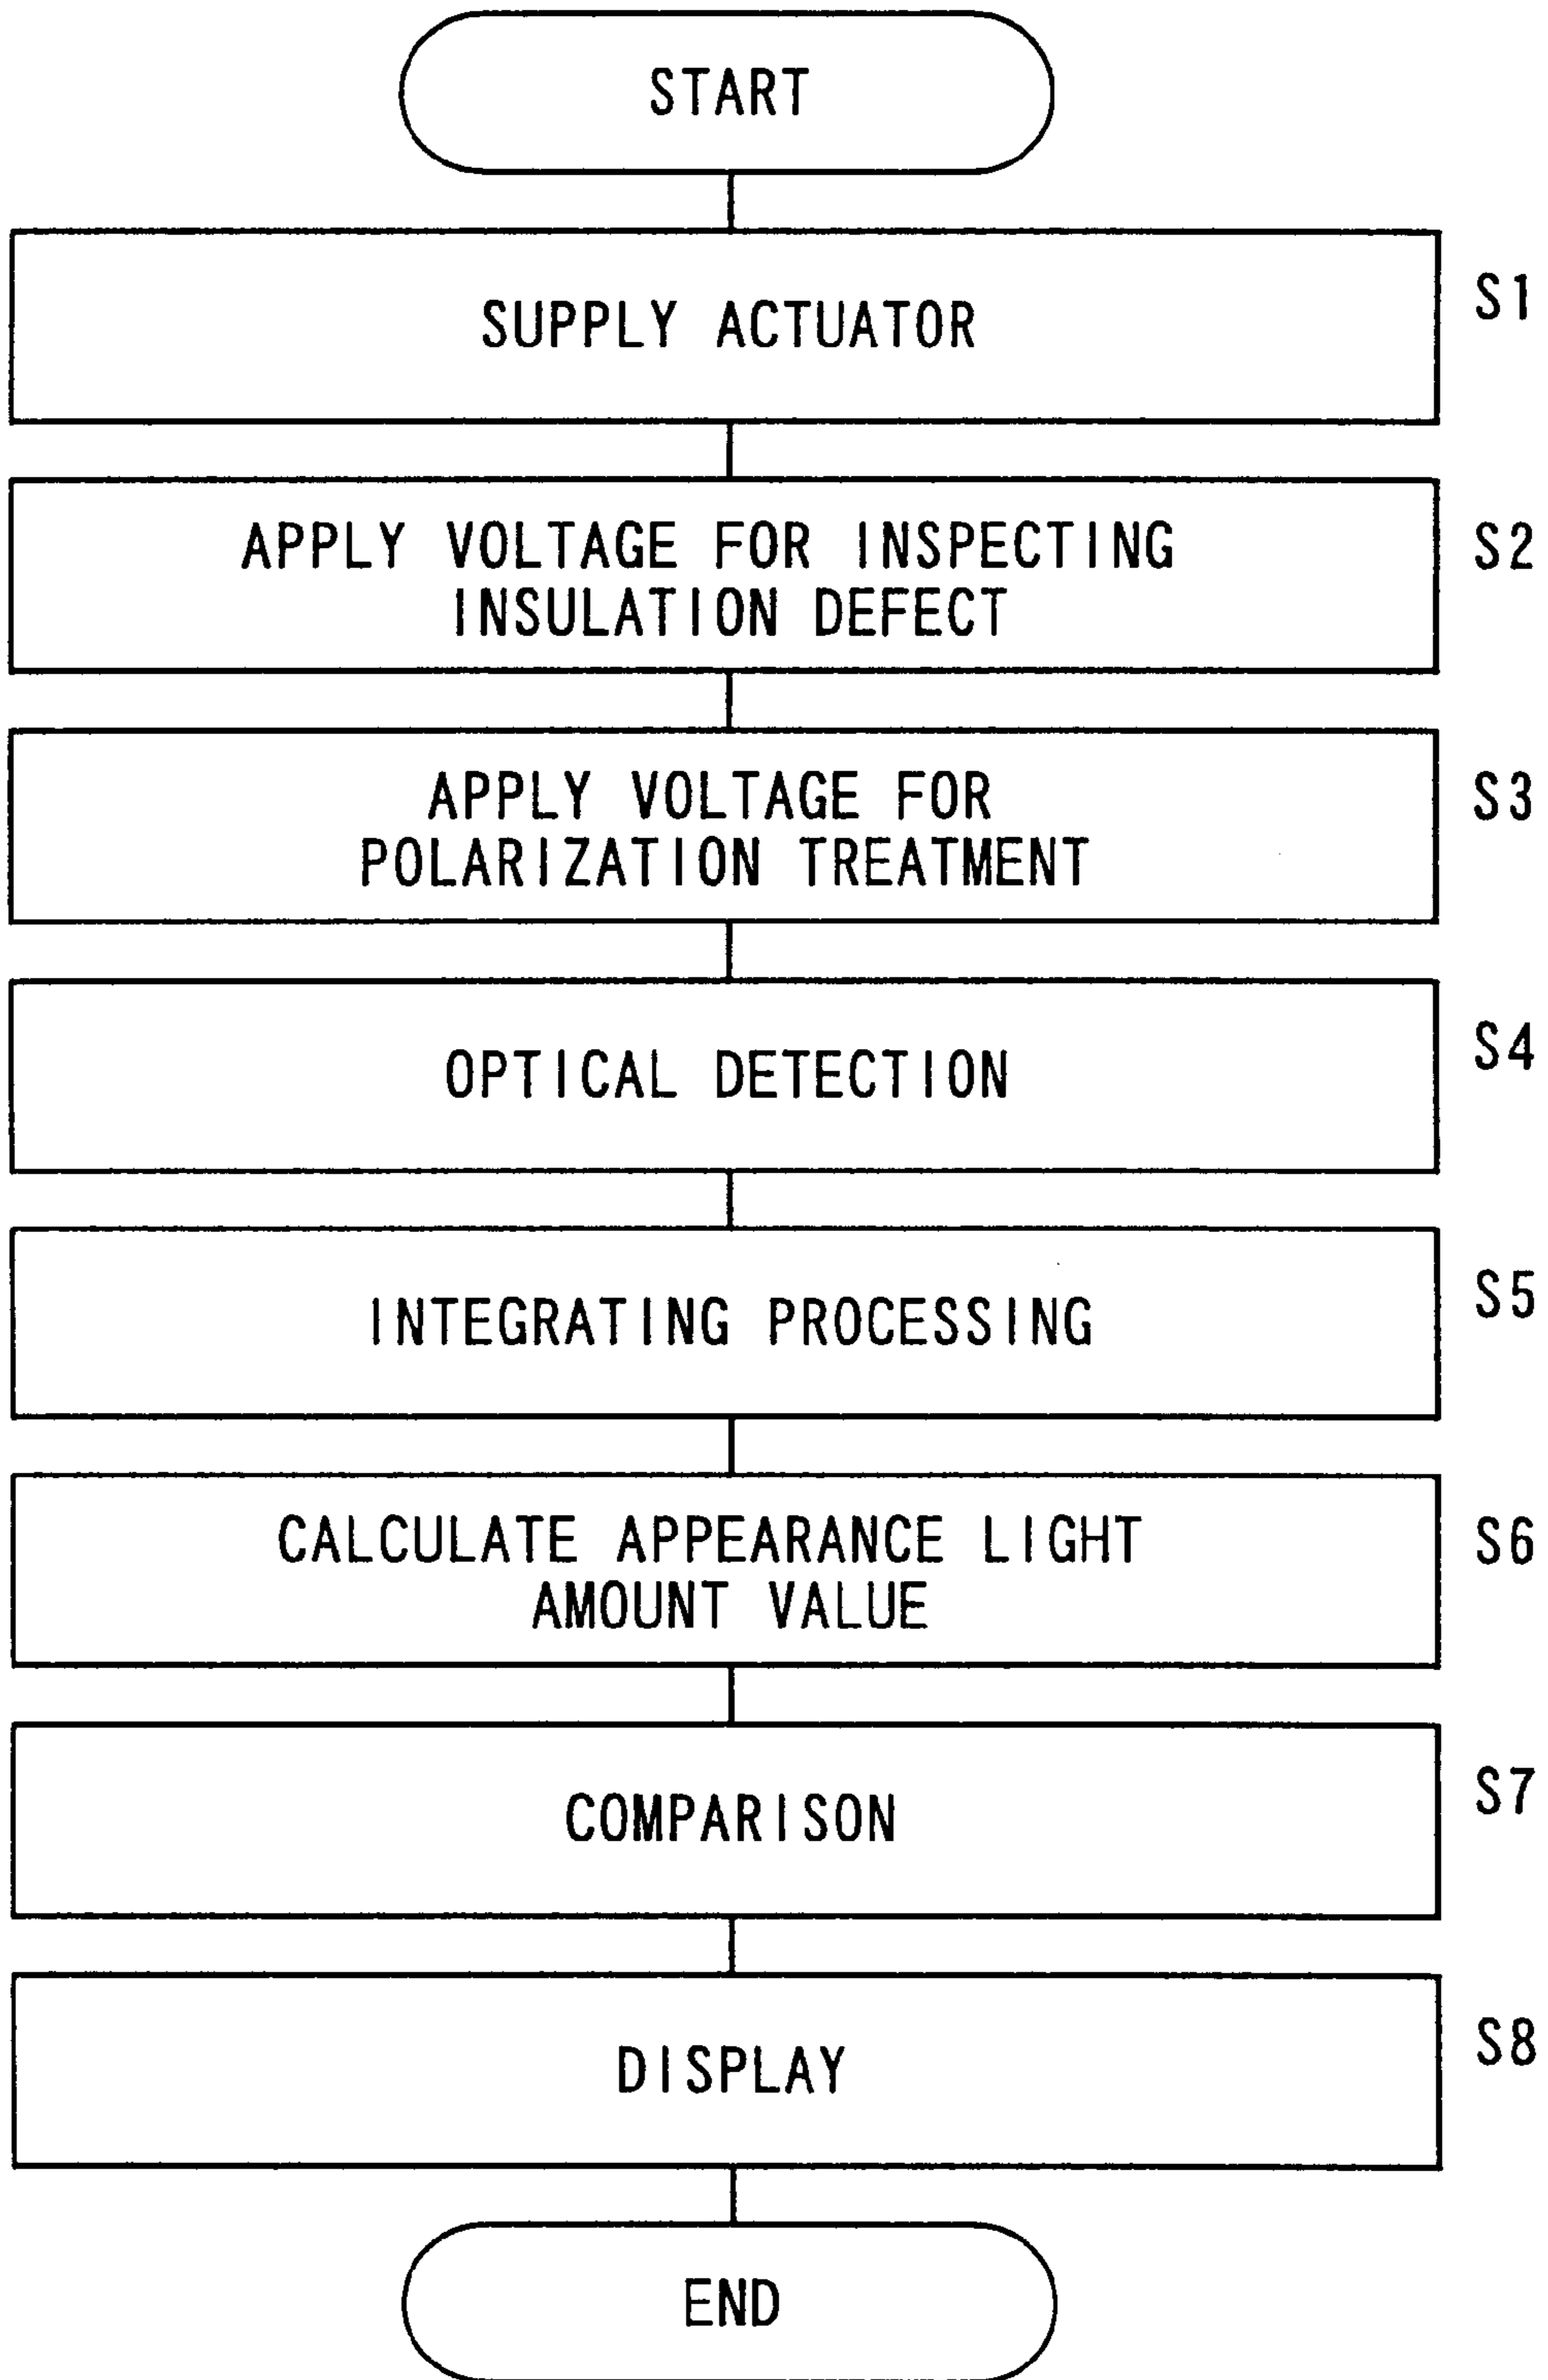 START
SUPPLY ACTUATOR
S1
APPLY VOLTAGE FOR INSPECTING
INSULATION DEFECT
S2
APPLY VOLTAGE FOR
POLARIZATION TREATMENT
S3
OPTICAL DETECTION
S4
INTEGRATING PROCESSING
S5
CALCULATE APPEARANCE LIGHT
AMOUNT VALUE
S6
COMPARISON
S7
DISPLAY
S8
END